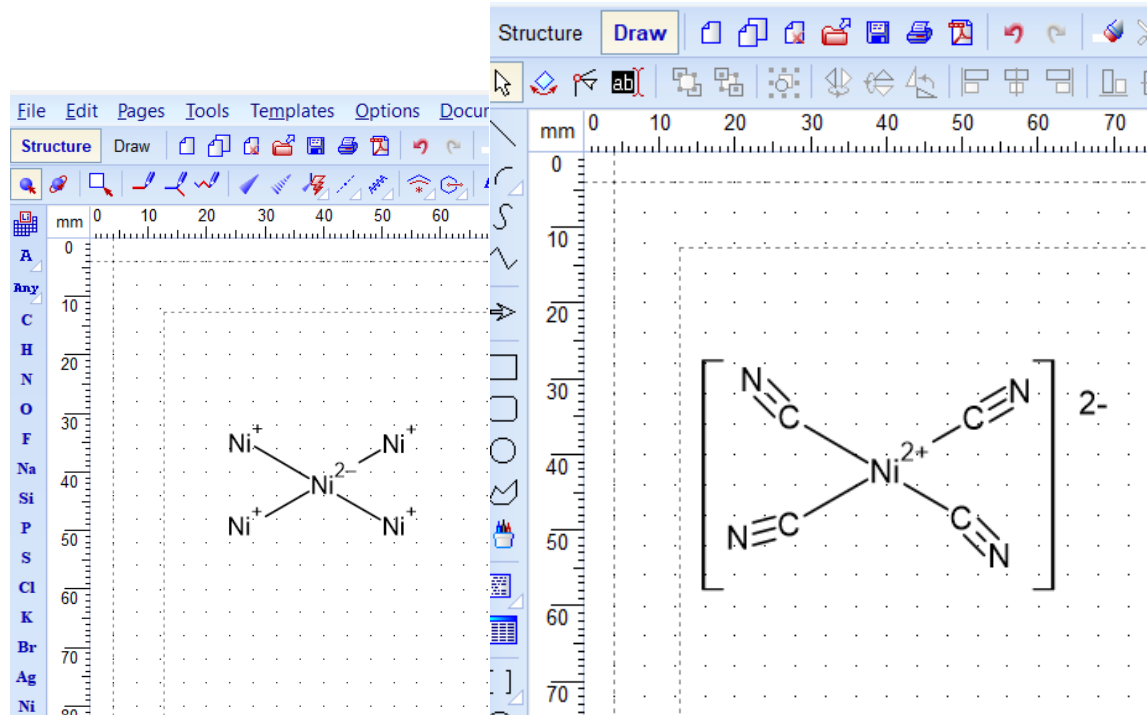 File Edit Pages Tools Templates Options Docur
Structure Draw
mm 0 10 20 30 40 50 60
0
10
20
30
40
50
60
70
80
A
Any
C
H
N
O
F
Na
Si
P
S
Cl
K
Br
Ag
Ni
Ni+ Ni+
Ni2–
Ni+ Ni+
Structure Draw
ab
mm 0 10 20 30 40 50 60 70
0
10
20
30
40
50
60
70
N N
2-
C C
Ni2+
N C C
N